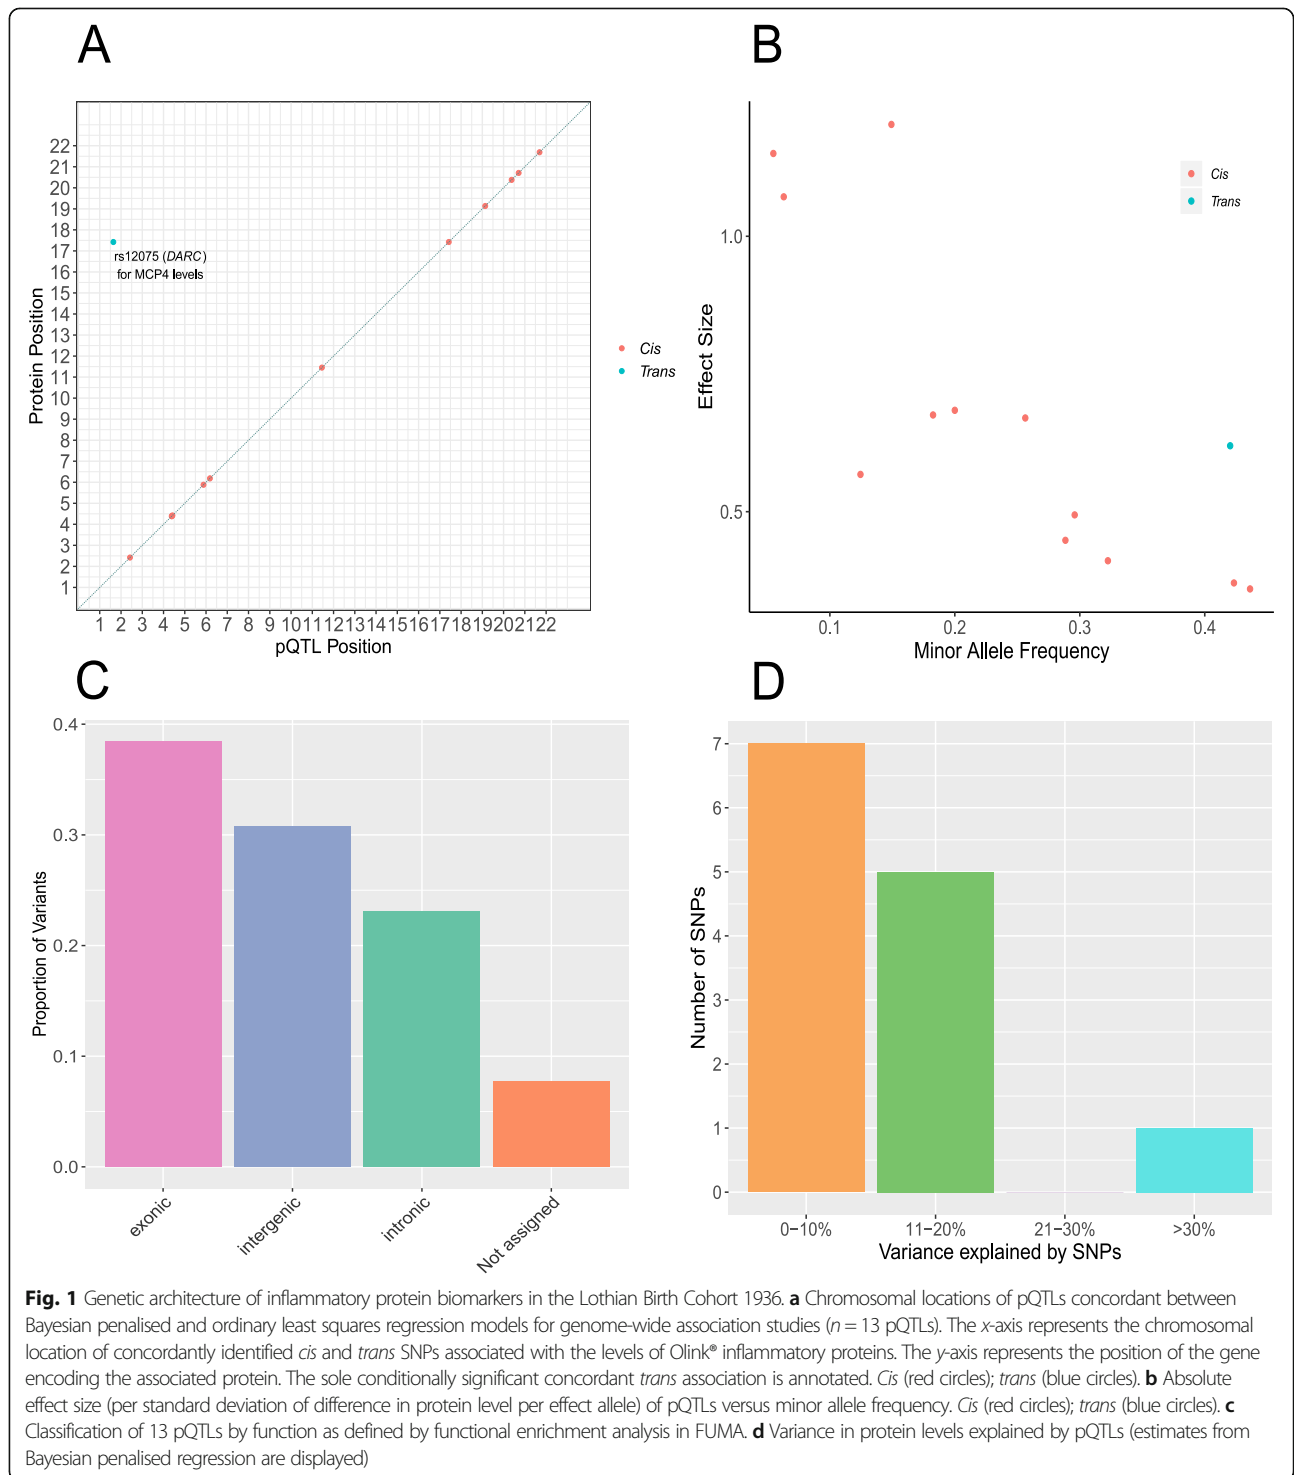 A
B
22
21
20
19
18
17
16
15
14
13
12
11
10
9
8
7
6
5
4
3
2
1
Protein Position
rs12075 (DARC)
for MCP4 levels
1 2 3 4 5 6 7 8 9 10 11 12 13 14 15 16 17 18 19 20 21 22
pQTL Position
Cis
Trans
1.0
0.5
Effect Size
Cis
Trans
0.1 0.2 0.3 0.4
Minor Allele Frequency
C
D
0.4
0.3
0.2
0.1
0.0
Proportion of Variants
exonic
intergenic
intronic
Not assigned
7
6
5
4
3
2
1
0
Number of SNPs
0−10% 11−20% 21−30% >30%
Variance explained by SNPs
Fig. 1 Genetic architecture of inflammatory protein biomarkers in the Lothian Birth Cohort 1936. a Chromosomal locations of pQTLs concordant between
Bayesian penalised and ordinary least squares regression models for genome-wide association studies (n = 13 pQTLs). The x-axis represents the chromosomal
location of concordantly identified cis and trans SNPs associated with the levels of Olink® inflammatory proteins. The y-axis represents the position of the gene
encoding the associated protein. The sole conditionally significant concordant trans association is annotated. Cis (red circles); trans (blue circles). b Absolute
effect size (per standard deviation of difference in protein level per effect allele) of pQTLs versus minor allele frequency. Cis (red circles); trans (blue circles). c
Classification of 13 pQTLs by function as defined by functional enrichment analysis in FUMA. d Variance in protein levels explained by pQTLs (estimates from
Bayesian penalised regression are displayed)